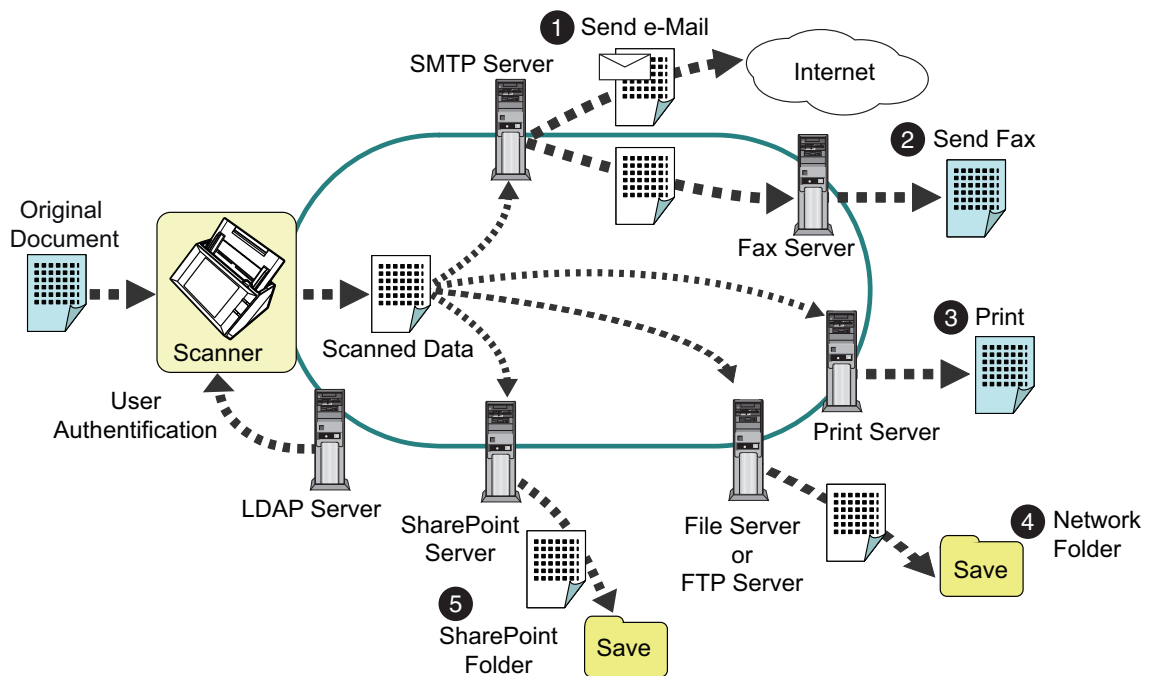 1 Send e-Mail
SMTP Server
Internet
2 Send Fax
Original
Document
Fax Server
3 Print
Scanner
Scanned Data
User
Authentification
Print Server
LDAP Server
SharePoint
Server
File Server
or
FTP Server
4 Network
Folder
Save
5
SharePoint
Folder
Save